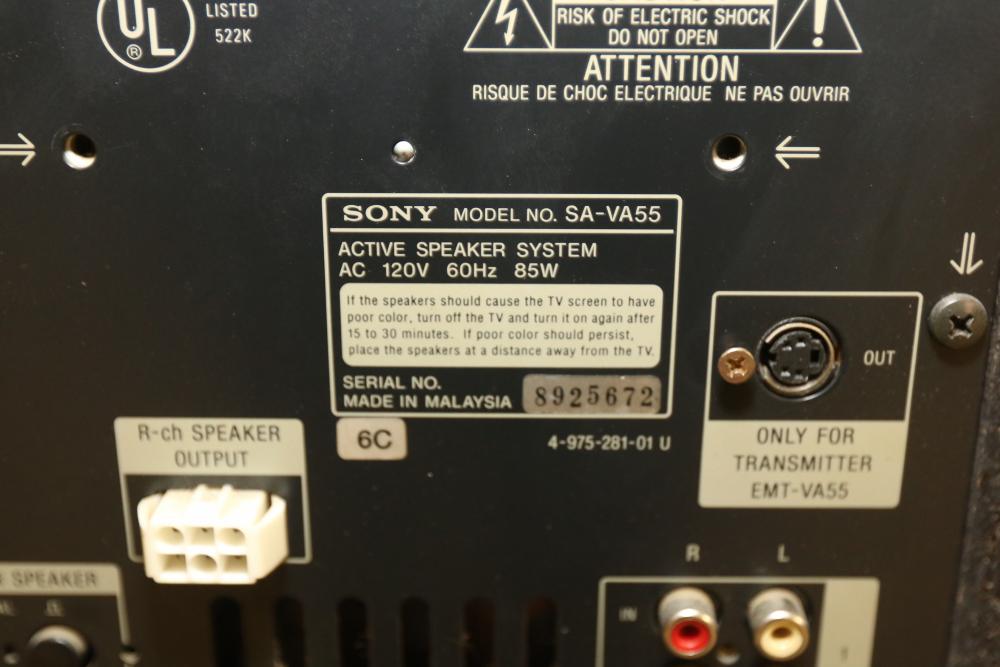 UL
®
LISTED
522K
RISK OF ELECTRIC SHOCK
DO NOT OPEN
ATTENTION
RISQUE DE CHOC ELECTRIQUE NE PAS OUVRIR
SONY MODEL NO. SA-VA55
ACTIVE SPEAKER SYSTEM
AC 120V 60Hz 85W
If the speakers should cause the TV screen to have
poor color, turn off the TV and turn it on again after
15 to 30 minutes. If poor color should persist,
place the speakers at a distance away from the TV.
SERIAL NO. 8925672
MADE IN MALAYSIA
6C
4-975-281-01 U
OUT
ONLY FOR
TRANSMITTER
EMT-VA55
R-ch SPEAKER
OUTPUT
SPEAKER
R L
IN